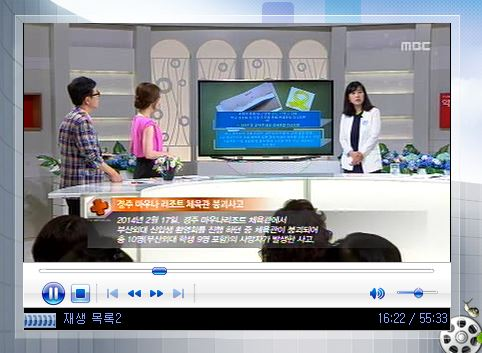 MBC
경주 마우나 리조트 체육관 붕괴사고
2014년 2월 17일, 경주 마우나리조트 체육관에서
부산외대 신입생 환영회를 진행 하던 중 체육관이 붕괴되어
총 10명(부산외대 학생 9명 포함)의 사망자가 발생한 사고.
재생 목록2
16:22 / 55:33